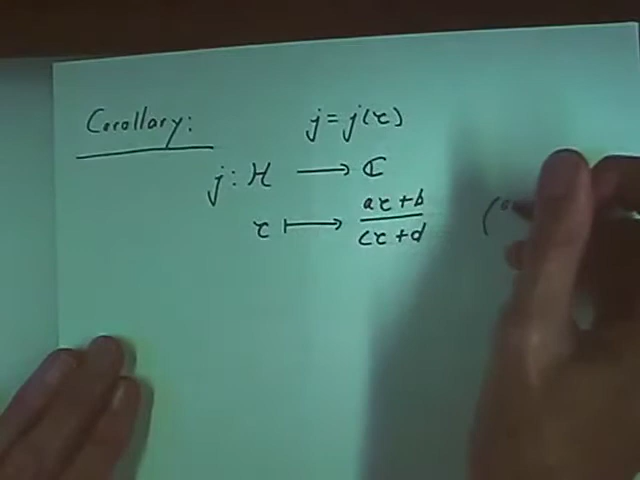 Corollary: j = j(τ)
j : H ⟶ ℂ
τ ⟼ (aτ + b)/(cτ + d) (a